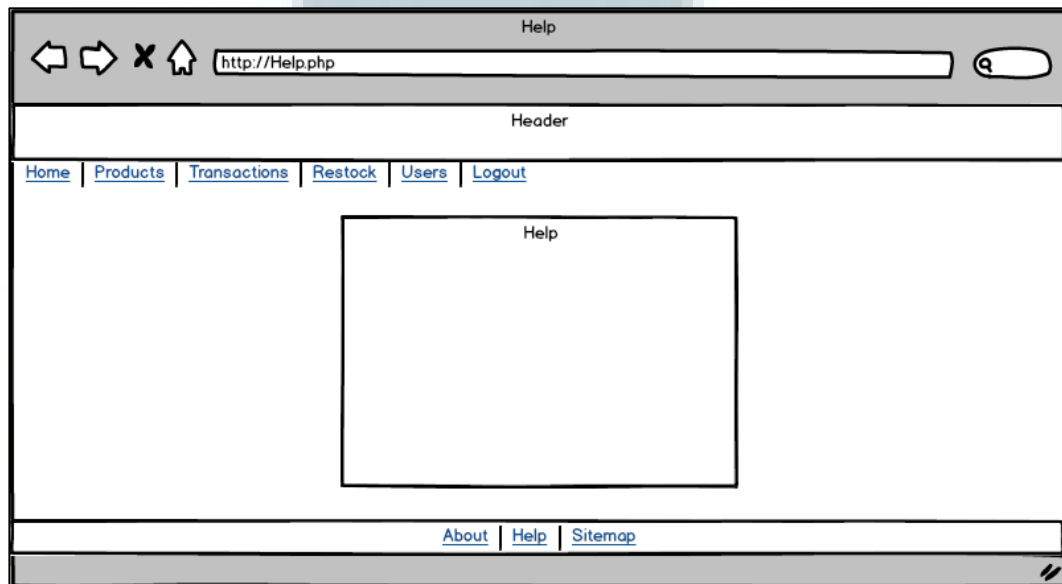 Help
http://Help.php
Header
Home Products Transactions Restock Users Logout
Help
About Help Sitemap